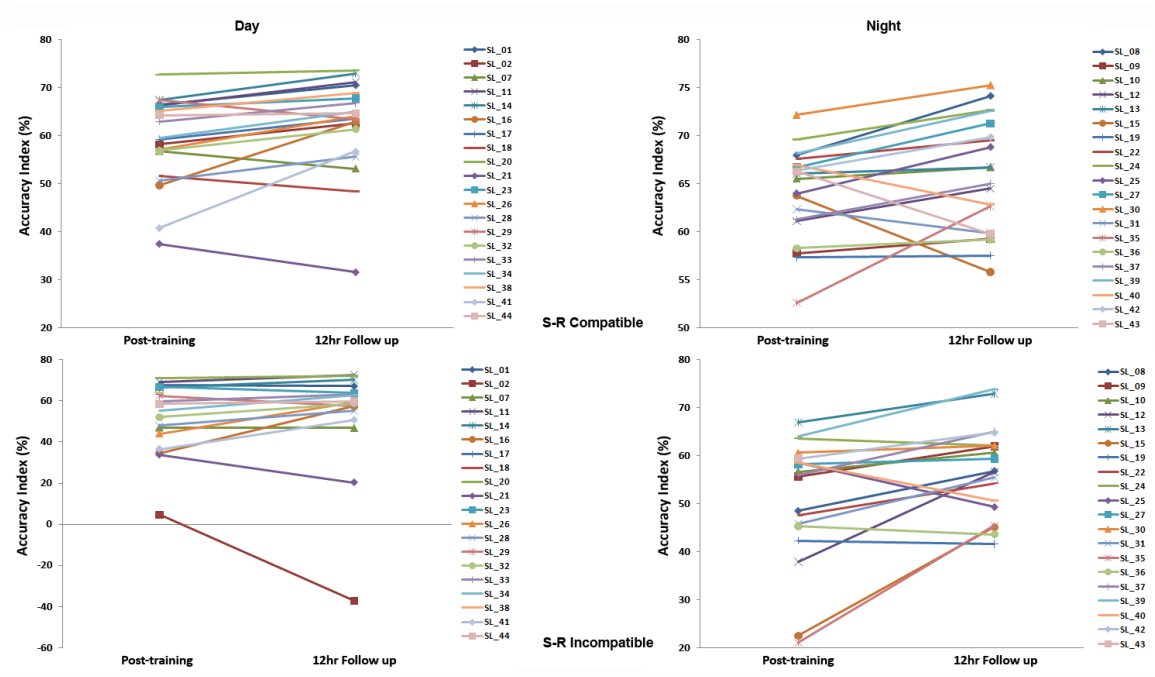 Day
Night
Accuracy Index (%)
80
70
60
50
40
30
20
Post-training
12hr Follow up
SL_01
SL_02
SL_07
SL_11
SL_14
SL_16
SL_17
SL_18
SL_20
SL_21
SL_23
SL_26
SL_28
SL_29
SL_32
SL_33
SL_34
SL_38
SL_41
SL_44
Accuracy Index (%)
80
75
70
65
60
55
50
Post-training
12hr Follow up
SL_08
SL_09
SL_10
SL_12
SL_13
SL_15
SL_19
SL_22
SL_24
SL_25
SL_27
SL_30
SL_31
SL_35
SL_36
SL_37
SL_39
SL_40
SL_42
SL_43
S-R Compatible
Accuracy Index (%)
80
60
40
20
0
-20
-40
-60
Post-training
12hr Follow up
SL_01
SL_02
SL_07
SL_11
SL_14
SL_16
SL_17
SL_18
SL_20
SL_21
SL_23
SL_26
SL_28
SL_29
SL_32
SL_33
SL_34
SL_38
SL_41
SL_44
Accuracy Index (%)
80
70
60
50
40
30
20
Post-training
12hr Follow up
SL_08
SL_09
SL_10
SL_12
SL_13
SL_15
SL_19
SL_22
SL_24
SL_25
SL_27
SL_30
SL_31
SL_35
SL_36
SL_37
SL_39
SL_40
SL_42
SL_43
S-R Incompatible